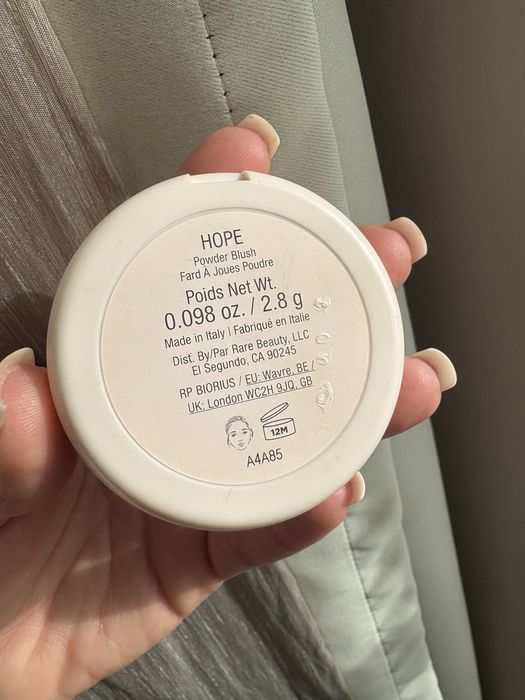 HOPE
Powder Blush
Fard À Joues Poudre
Poids Net Wt.
0.098 oz. / 2.8 g
Made in Italy | Fabriqué en Italie
Dist. By/Par Rare Beauty, LLC
El Segundo, CA 90245
RP BIORIUS / EU: Wavre, BE /
UK: London WC2H 9JQ, GB
12M
A4A85